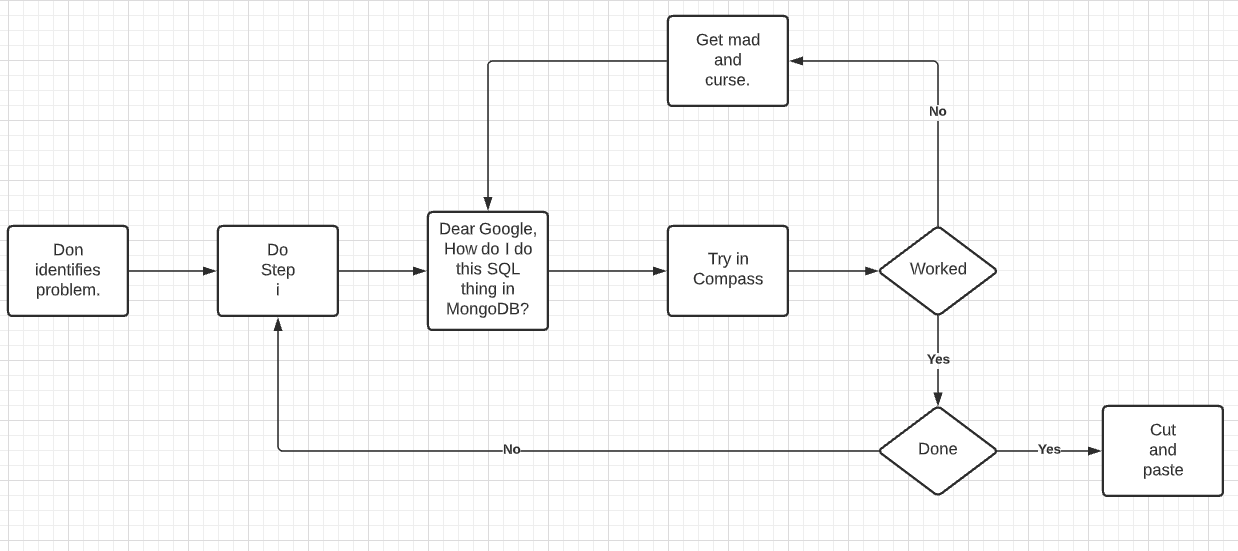 Get mad
and
curse.
No
Don
identifies
problem.
Do
Step
i
Dear Google,
How do I do
this SQL
thing in
MongoDB?
Try in
Compass
Worked
Yes
No
Done
Yes
Cut
and
paste